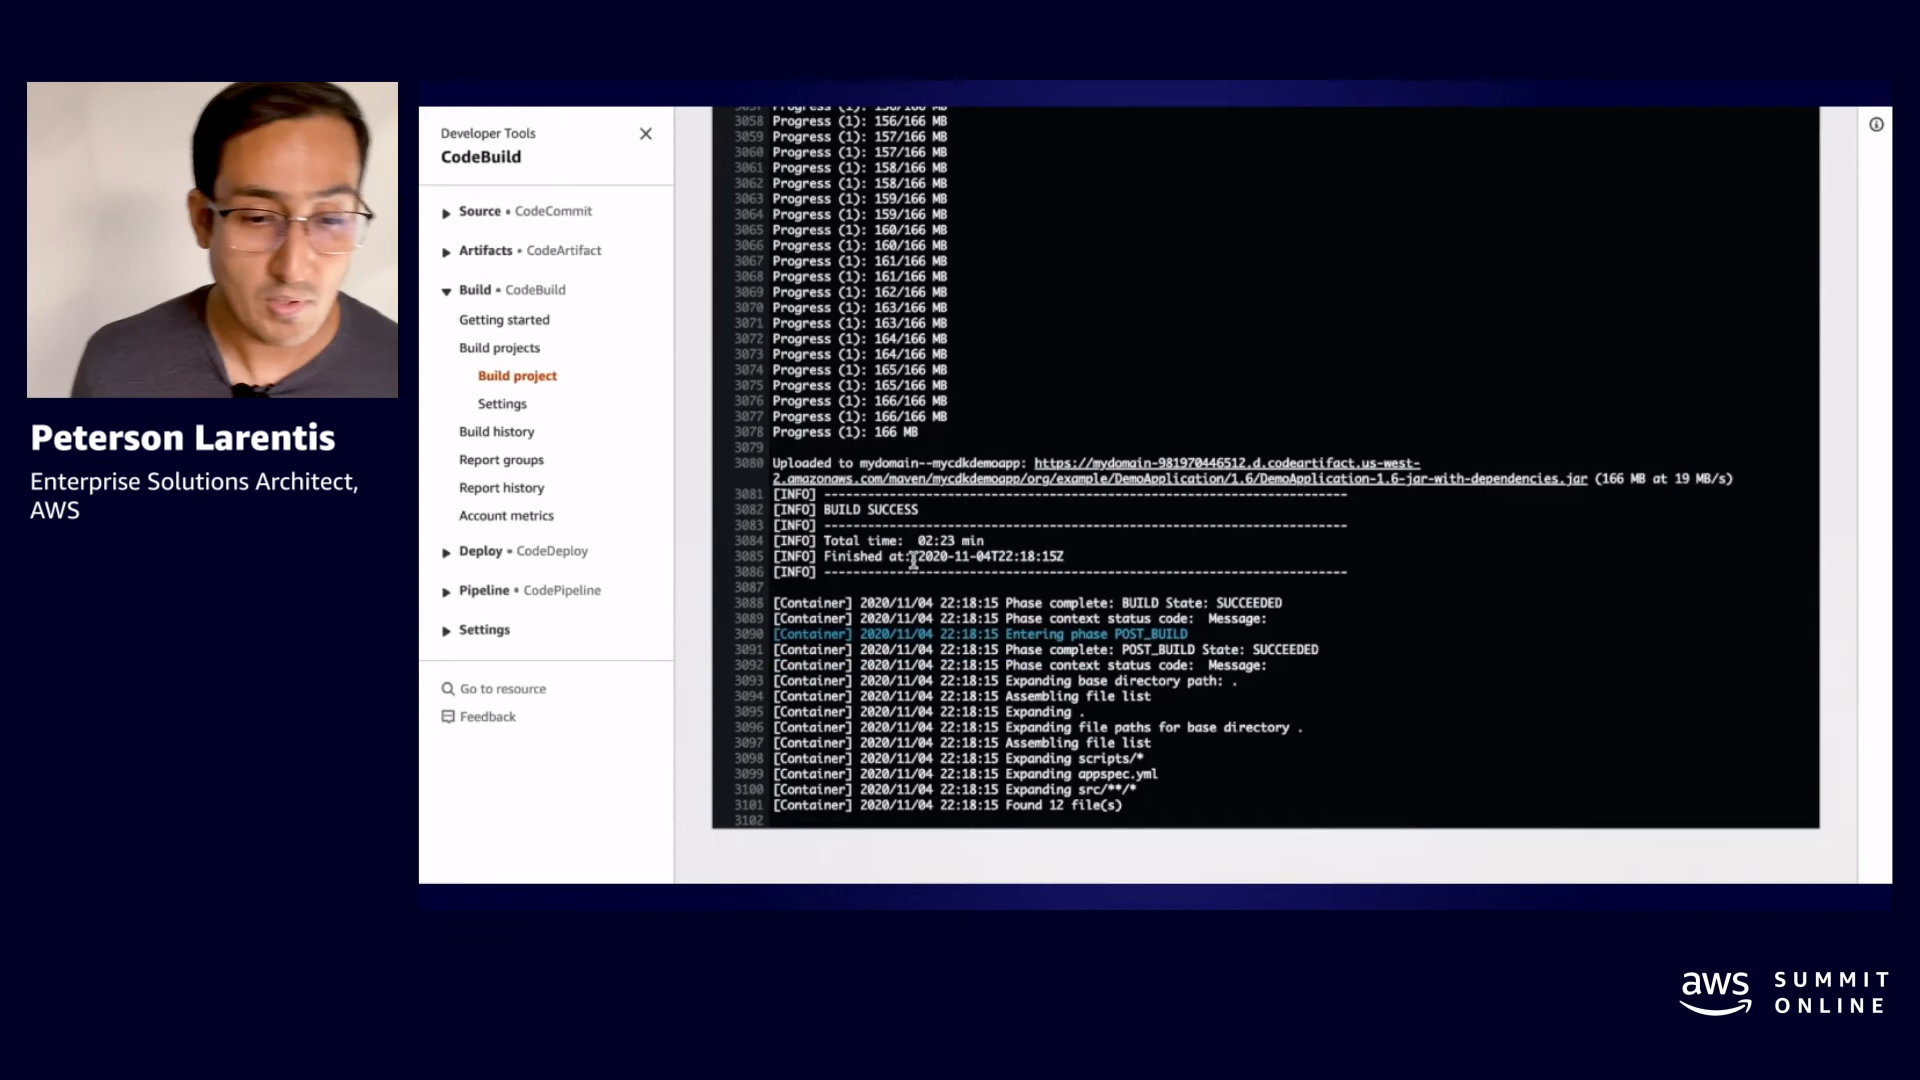 Peterson Larentis
Enterprise Solutions Architect,
AWS
Developer Tools
CodeBuild
Source • CodeCommit
Artifacts • CodeArtifact
Build • CodeBuild
Getting started
Build projects
Build project
Settings
Build history
Report groups
Report history
Account metrics
Deploy • CodeDeploy
Pipeline • CodePipeline
Settings
Go to resource
Feedback
3058 Progress (1): 156/166 MB
3059 Progress (1): 157/166 MB
3060 Progress (1): 157/166 MB
3061 Progress (1): 158/166 MB
3062 Progress (1): 158/166 MB
3063 Progress (1): 159/166 MB
3064 Progress (1): 159/166 MB
3065 Progress (1): 160/166 MB
3066 Progress (1): 160/166 MB
3067 Progress (1): 161/166 MB
3068 Progress (1): 161/166 MB
3069 Progress (1): 162/166 MB
3070 Progress (1): 163/166 MB
3071 Progress (1): 163/166 MB
3072 Progress (1): 164/166 MB
3073 Progress (1): 164/166 MB
3074 Progress (1): 165/166 MB
3075 Progress (1): 165/166 MB
3076 Progress (1): 166/166 MB
3077 Progress (1): 166/166 MB
3078 Progress (1): 166 MB
3079
3080 Uploaded to mydomain--mycdkdemoapp: https://mydomain-981970446512.d.codeartifact.us-west-
2.amazonaws.com/maven/mycdkdemoapp/org/example/DemoApplication/1.6/DemoApplication-1.6-jar-with-dependencies.jar (166 MB at 19 MB/s)
3081 [INFO] ------------------------------------------------------------------------
3082 [INFO] BUILD SUCCESS
3083 [INFO] ------------------------------------------------------------------------
3084 [INFO] Total time:  02:23 min
3085 [INFO] Finished at: 2020-11-04T22:18:15Z
3086 [INFO] ------------------------------------------------------------------------
3087
3088 [Container] 2020/11/04 22:18:15 Phase complete: BUILD State: SUCCEEDED
3089 [Container] 2020/11/04 22:18:15 Phase context status code:  Message:
3090 [Container] 2020/11/04 22:18:15 Entering phase POST_BUILD
3091 [Container] 2020/11/04 22:18:15 Phase complete: POST_BUILD State: SUCCEEDED
3092 [Container] 2020/11/04 22:18:15 Phase context status code:  Message:
3093 [Container] 2020/11/04 22:18:15 Expanding base directory path: .
3094 [Container] 2020/11/04 22:18:15 Assembling file list
3095 [Container] 2020/11/04 22:18:15 Expanding .
3096 [Container] 2020/11/04 22:18:15 Expanding file paths for base directory .
3097 [Container] 2020/11/04 22:18:15 Assembling file list
3098 [Container] 2020/11/04 22:18:15 Expanding scripts/*
3099 [Container] 2020/11/04 22:18:15 Expanding appspec.yml
3100 [Container] 2020/11/04 22:18:15 Expanding src/**/*
3101 [Container] 2020/11/04 22:18:15 Found 12 file(s)
3102
aws SUMMIT
ONLINE